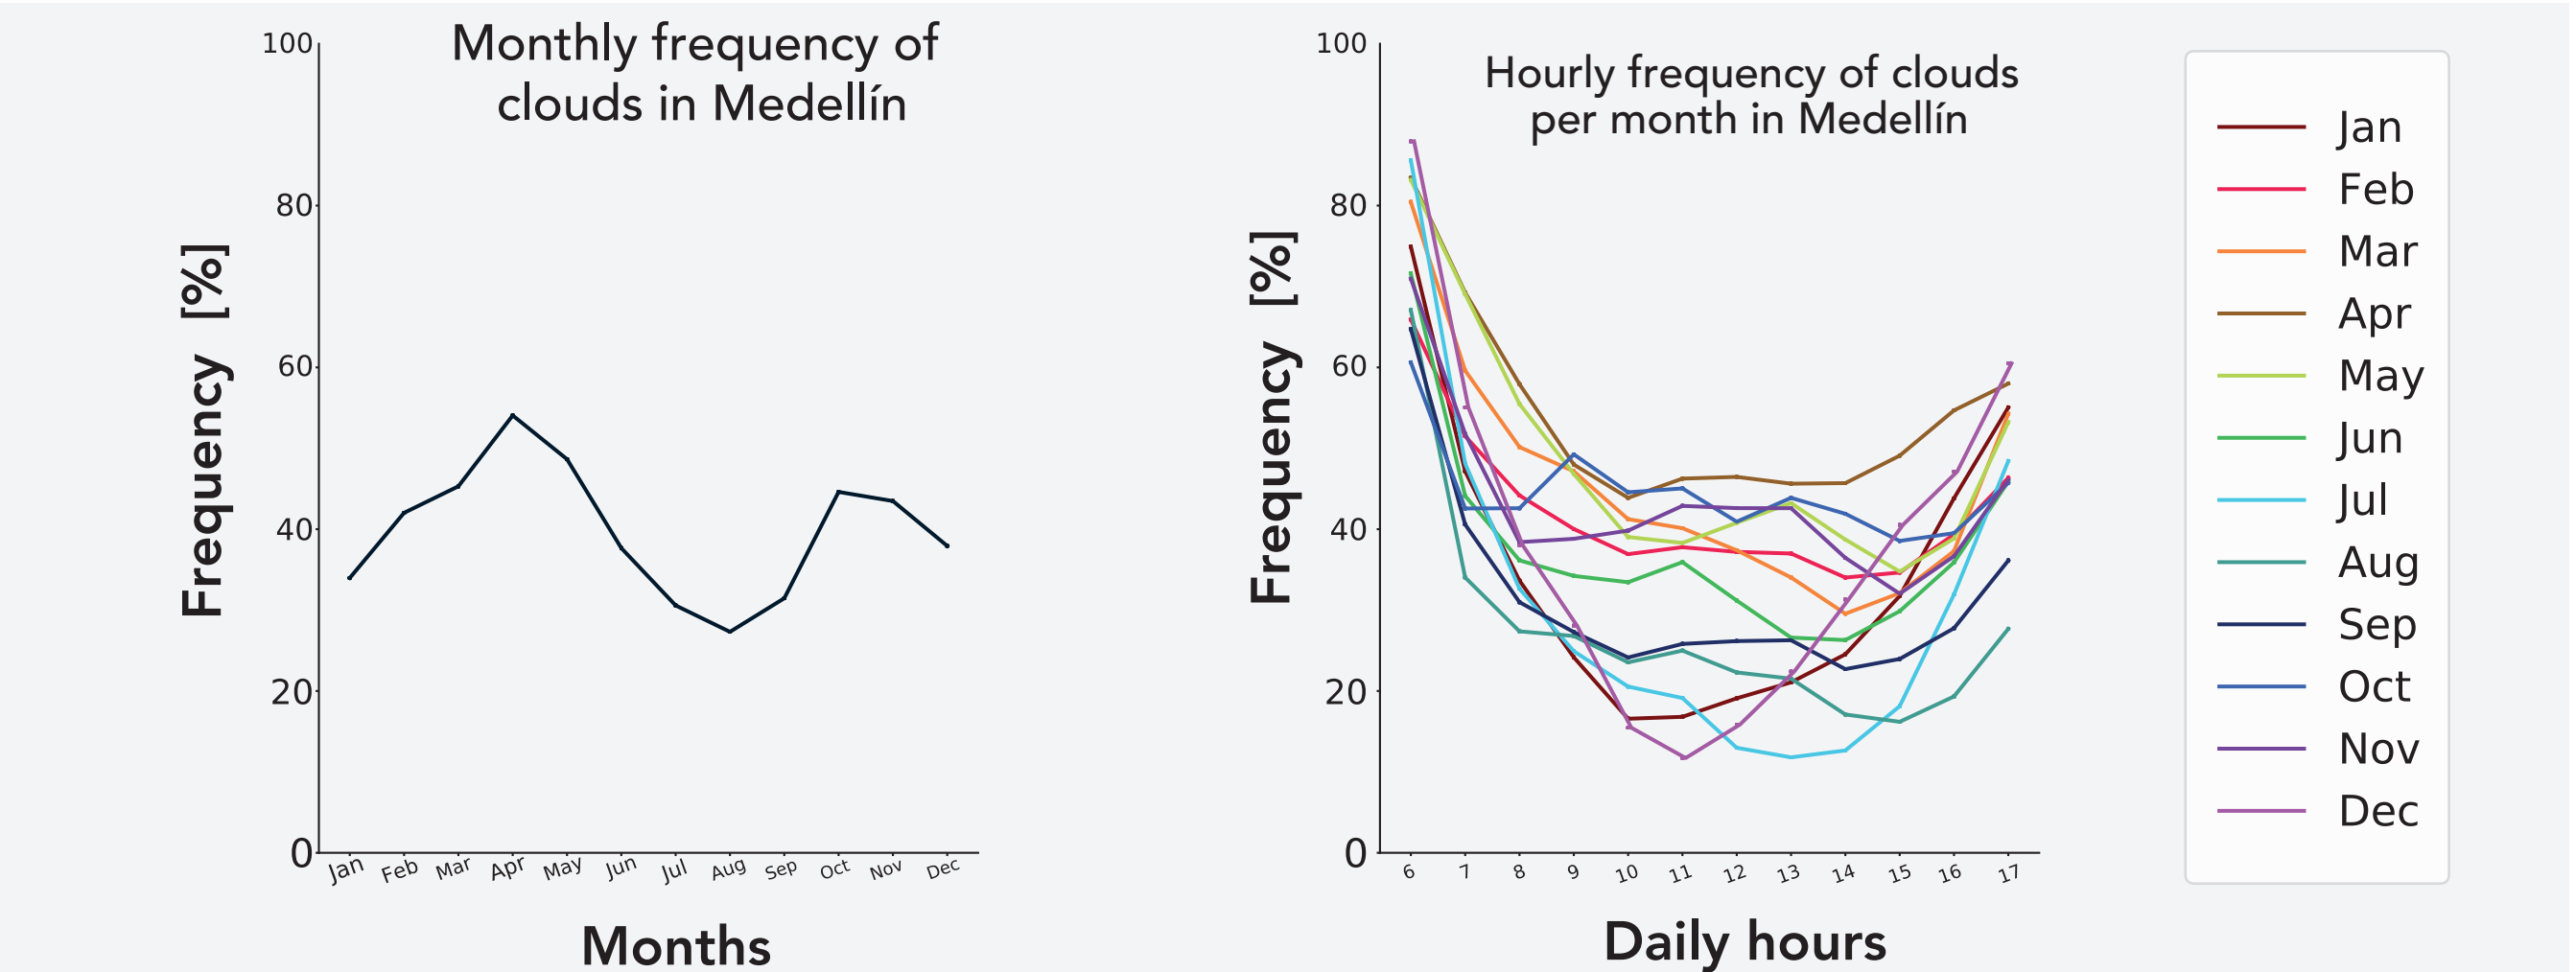 Monthly frequency of
clouds in Medellín
Frequency [%]
100
80
60
40
20
0
Jan Feb Mar Apr May Jun Jul Aug Sep Oct Nov Dec
Months
Hourly frequency of clouds
per month in Medellín
Frequency [%]
100
80
60
40
20
0
6 7 8 9 10 11 12 13 14 15 16 17
Daily hours
Jan
Feb
Mar
Apr
May
Jun
Jul
Aug
Sep
Oct
Nov
Dec